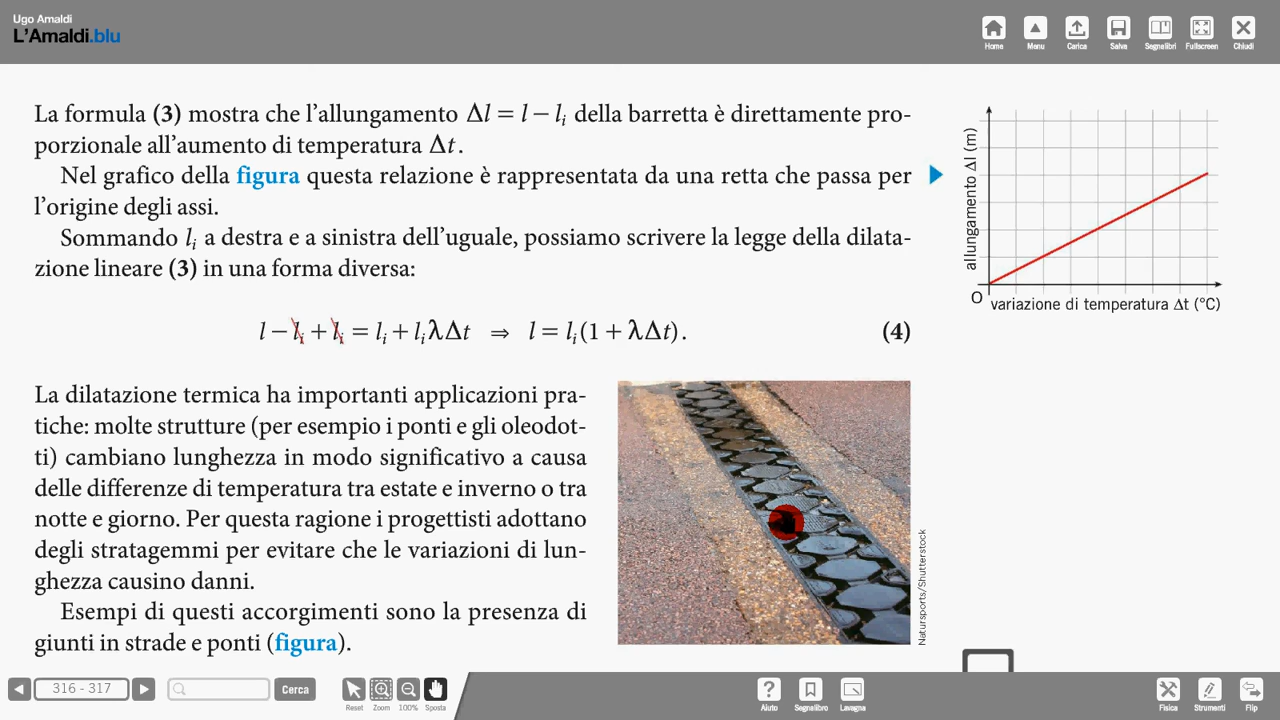 Ugo Amaldi
L'Amaldi.blu
Home
Menu
Carica
Salva
Segnalibri
Fullscreen
Chiudi
La formula (3) mostra che l'allungamento Δl = l − lᵢ della barretta è direttamente pro-
porzionale all'aumento di temperatura Δt.
Nel grafico della figura questa relazione è rappresentata da una retta che passa per
l'origine degli assi.
Sommando lᵢ a destra e a sinistra dell'uguale, possiamo scrivere la legge della dilata-
zione lineare (3) in una forma diversa:
l − lᵢ + lᵢ = lᵢ + lᵢλΔt ⇒ l = lᵢ(1 + λΔt). (4)
allungamento Δl (m)
O
variazione di temperatura Δt (°C)
La dilatazione termica ha importanti applicazioni pra-
tiche: molte strutture (per esempio i ponti e gli oleodot-
ti) cambiano lunghezza in modo significativo a causa
delle differenze di temperatura tra estate e inverno o tra
notte e giorno. Per questa ragione i progettisti adottano
degli stratagemmi per evitare che le variazioni di lun-
ghezza causino danni.
Esempi di questi accorgimenti sono la presenza di
giunti in strade e ponti (figura).
Natursports/Shutterstock
316 - 317
Cerca
Reset
Zoom
100%
Sposta
Aiuto
Segnalibro
Lavagna
Fisica
Strumenti
Flip